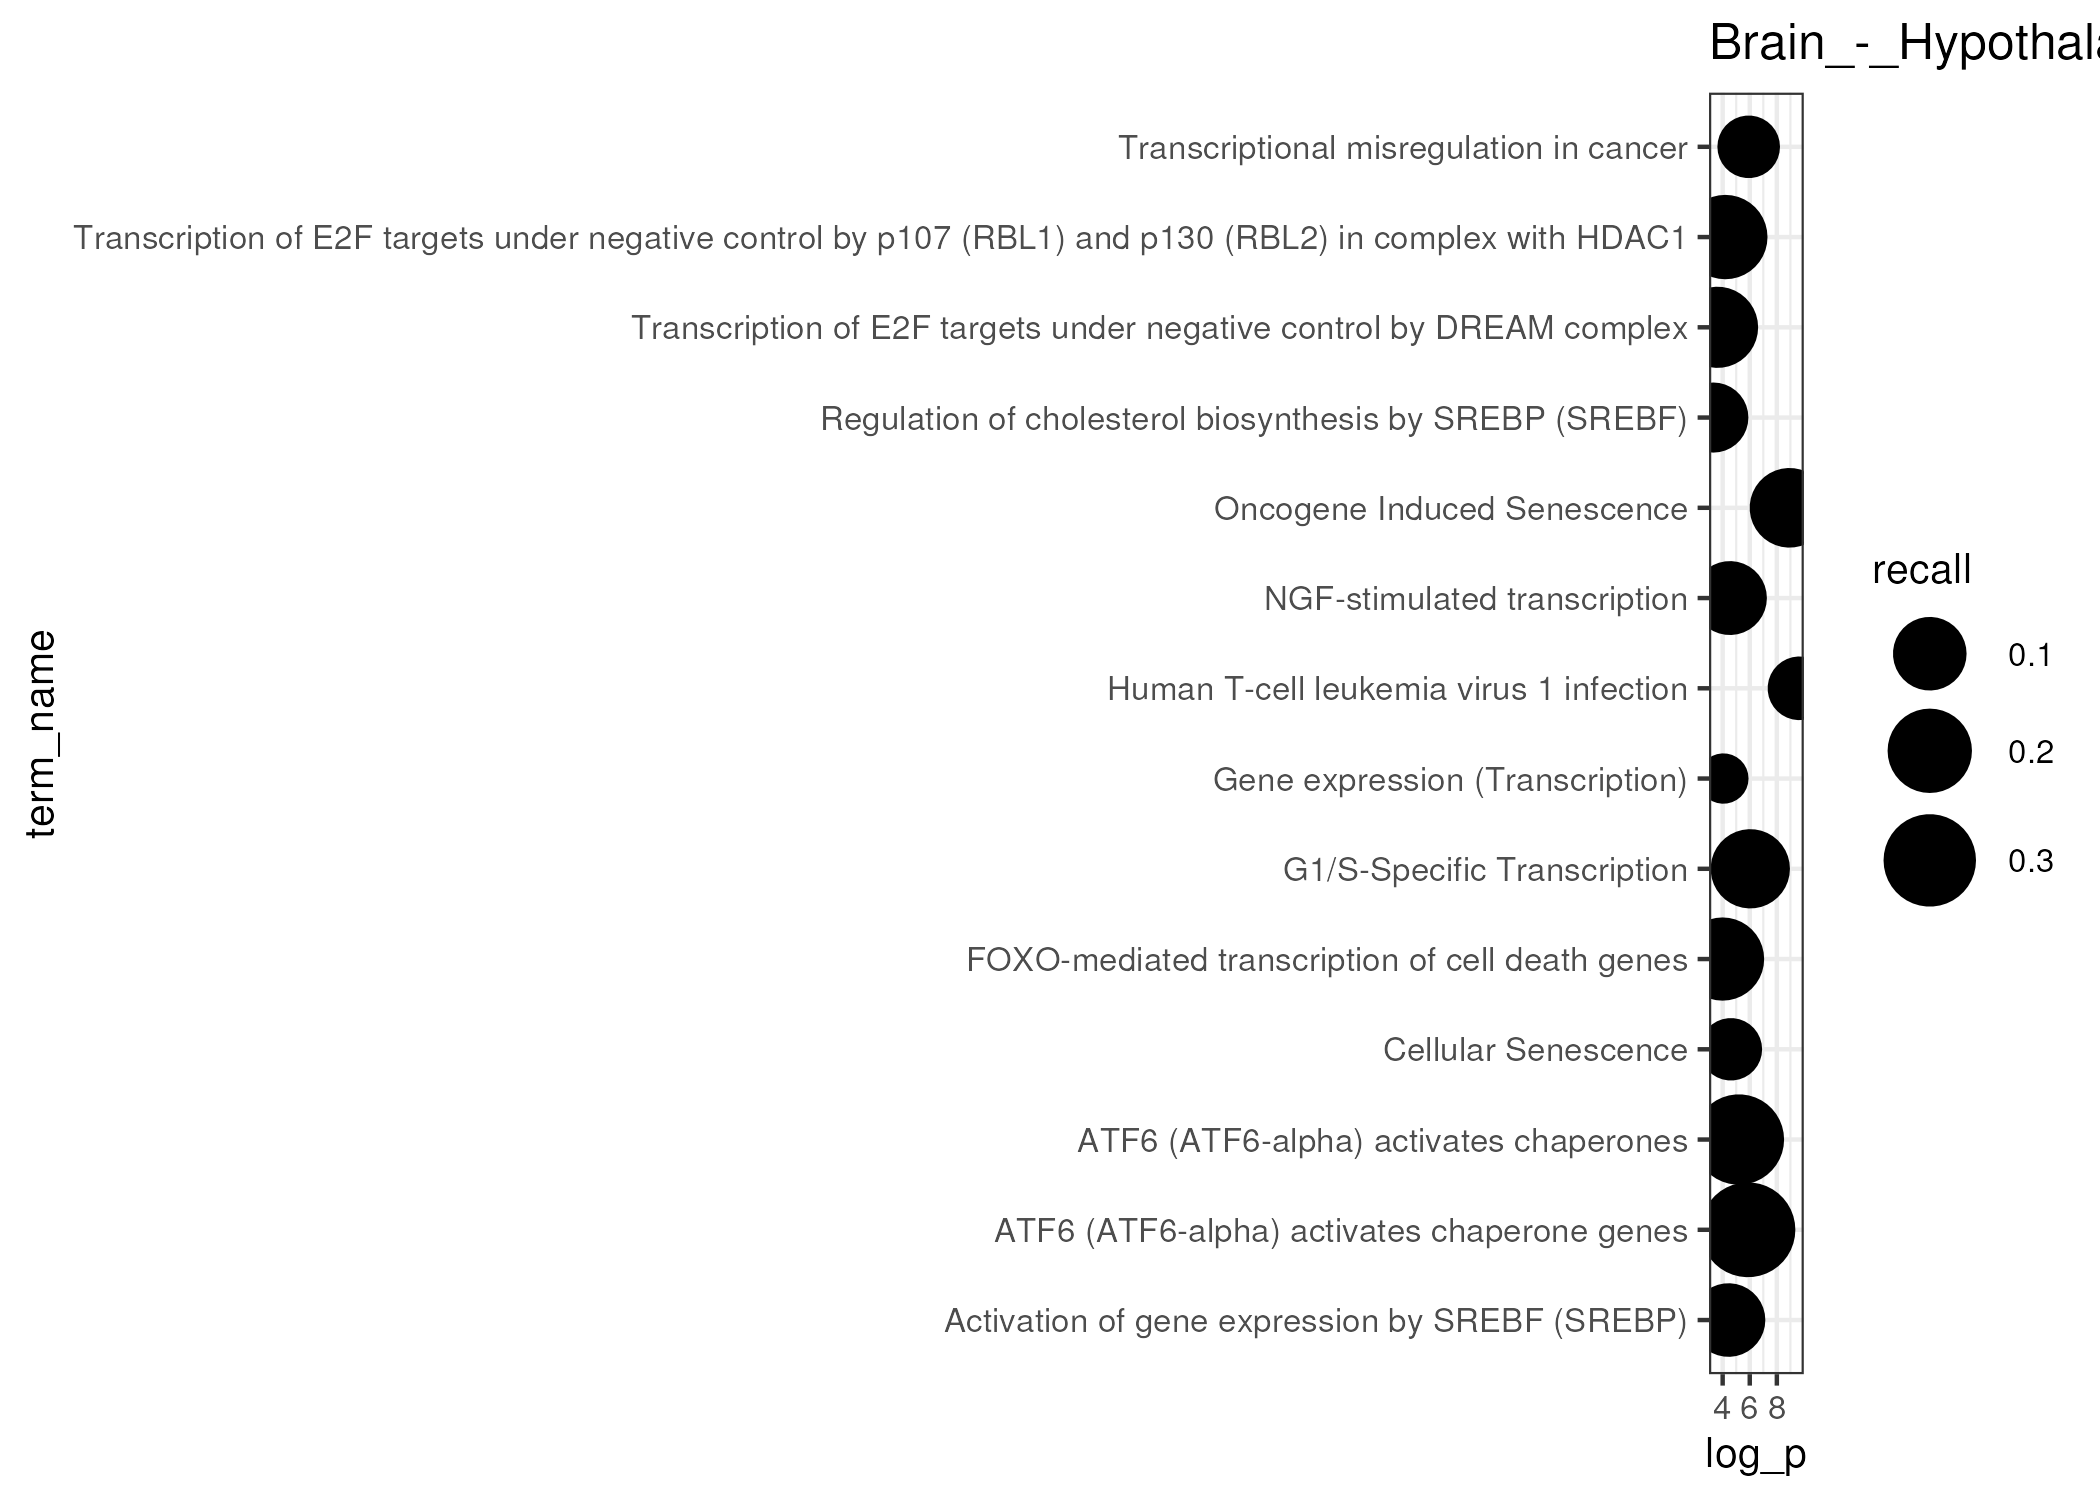 Brain_-_Hypothala
Transcriptional misregulation in cancer
Transcription of E2F targets under negative control by p107 (RBL1) and p130 (RBL2) in complex with HDAC1
Transcription of E2F targets under negative control by DREAM complex
Regulation of cholesterol biosynthesis by SREBP (SREBF)
Oncogene Induced Senescence
NGF-stimulated transcription
Human T-cell leukemia virus 1 infection
Gene expression (Transcription)
G1/S-Specific Transcription
FOXO-mediated transcription of cell death genes
Cellular Senescence
ATF6 (ATF6-alpha) activates chaperones
ATF6 (ATF6-alpha) activates chaperone genes
Activation of gene expression by SREBF (SREBP)
term_name
4 6 8
log_p
recall
0.1
0.2
0.3